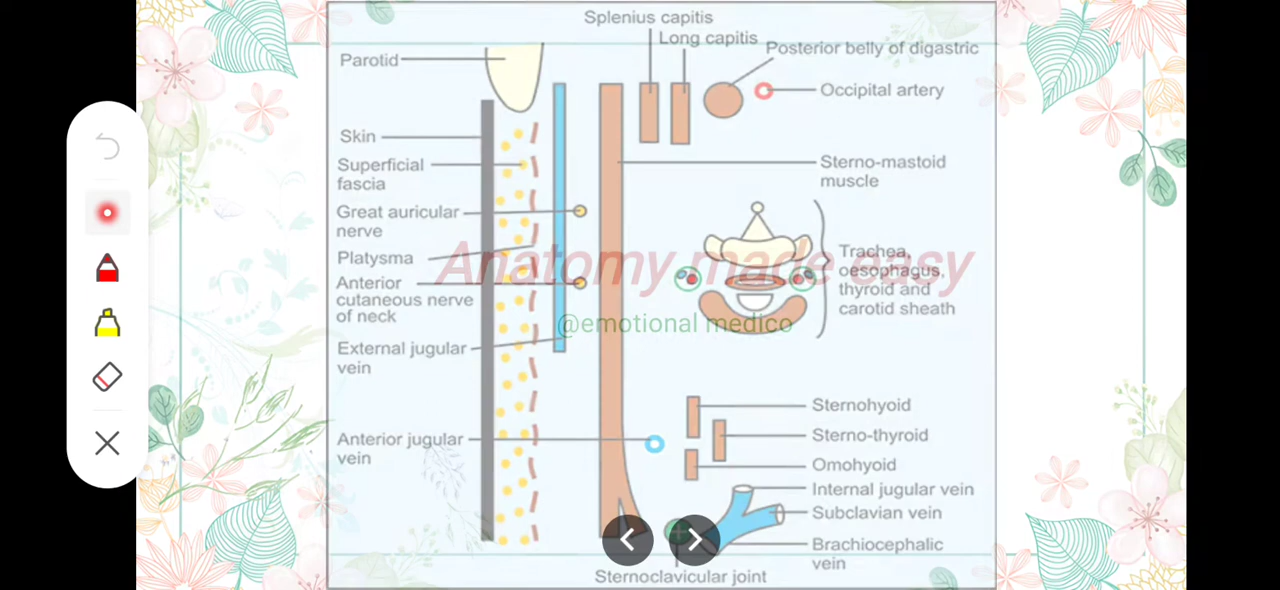 Splenius capitis
Long capitis
Posterior belly of digastric
Parotid
Occipital artery
Skin
Superficial
fascia
Sterno-mastoid
muscle
Great auricular
nerve
Platysma
Anterior
cutaneous nerve
of neck
Trachea,
oesophagus,
thyroid and
carotid sheath
Anatomy made easy
@emotional medico
External jugular
vein
Anterior jugular
vein
Sternohyoid
Sterno-thyroid
Omohyoid
Internal jugular vein
Subclavian vein
Brachiocephalic
vein
Sternoclavicular joint